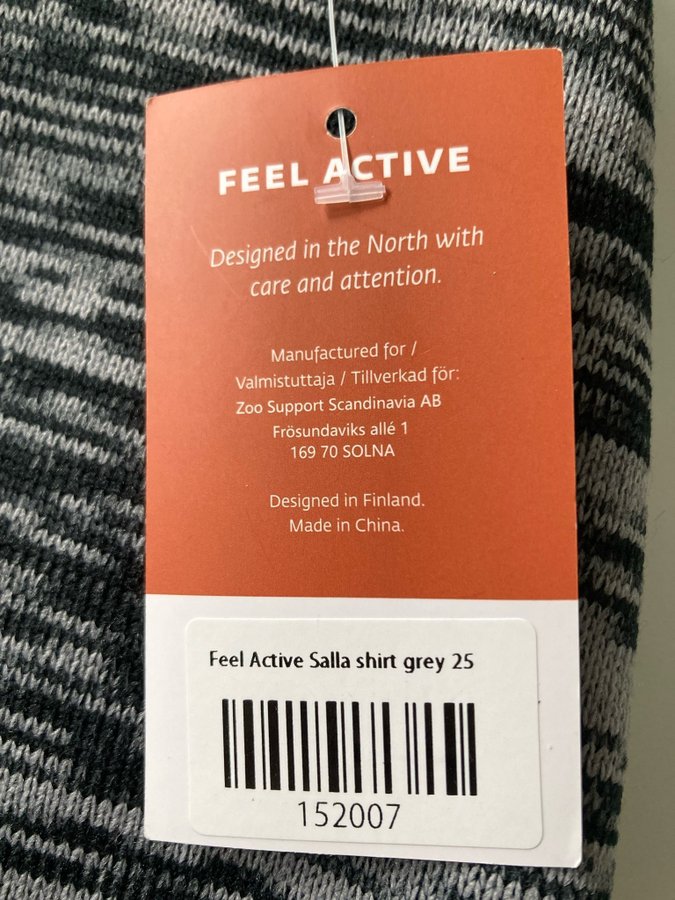 FEEL ACTIVE
Designed in the North with
care and attention.
Manufactured for /
Valmistuttaja / Tillverkad för:
Zoo Support Scandinavia AB
Frösundaviks allé 1
169 70 SOLNA
Designed in Finland.
Made in China.
Feel Active Salla shirt grey 25
152007